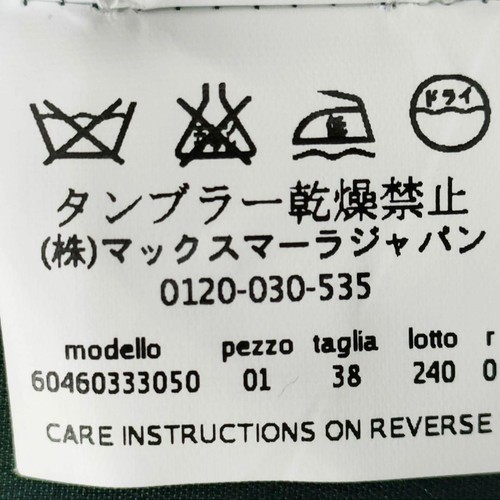 低 ドライ
タンブラー乾燥禁止
(株)マックスマーラジャパン
0120-030-535
modello pezzo taglia lotto r
60460333050 01 38 240 0
CARE INSTRUCTIONS ON REVERSE